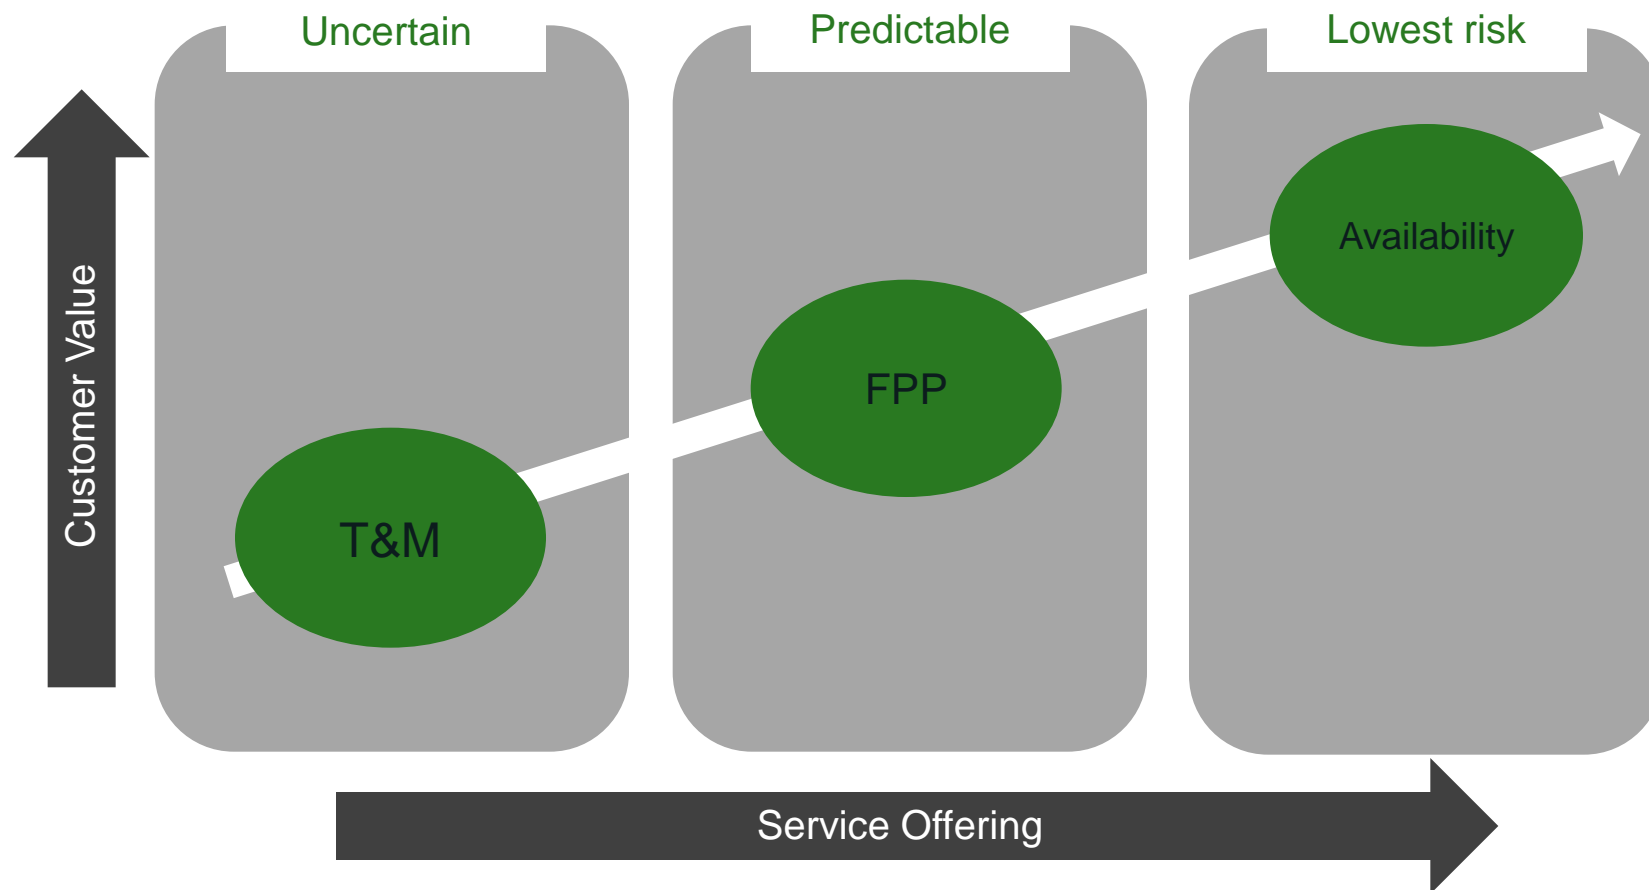 Uncertain
Predictable
Lowest risk
Customer Value
T&M
FPP
Availability
Service Offering